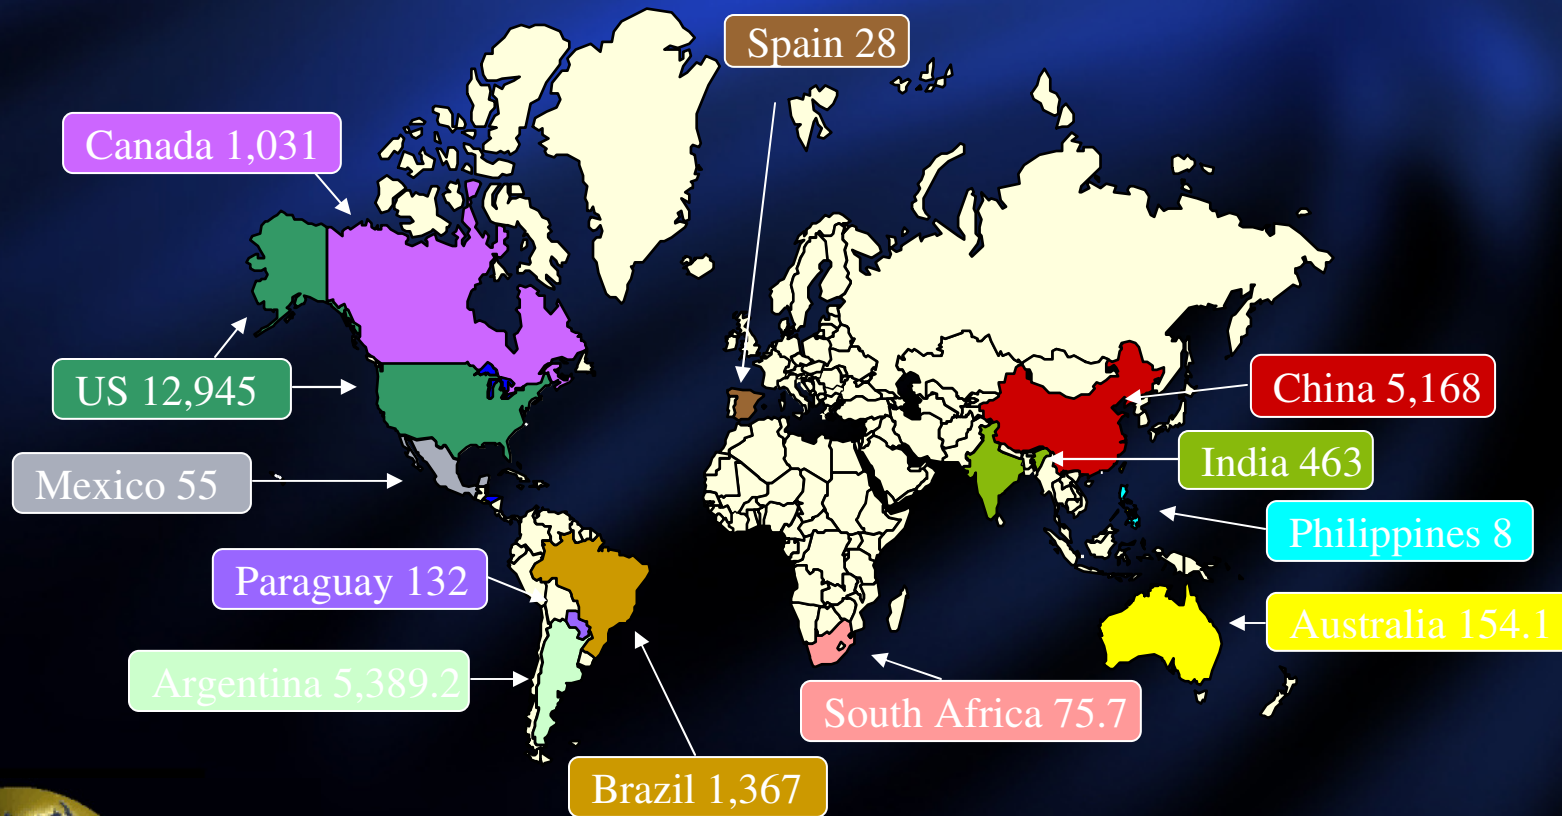 Spain 28
Canada 1,031
US 12,945
China 5,168
India 463
Mexico 55
Philippines 8
Paraguay 132
Australia 154.1
Argentina 5,389.2
South Africa 75.7
Brazil 1,367